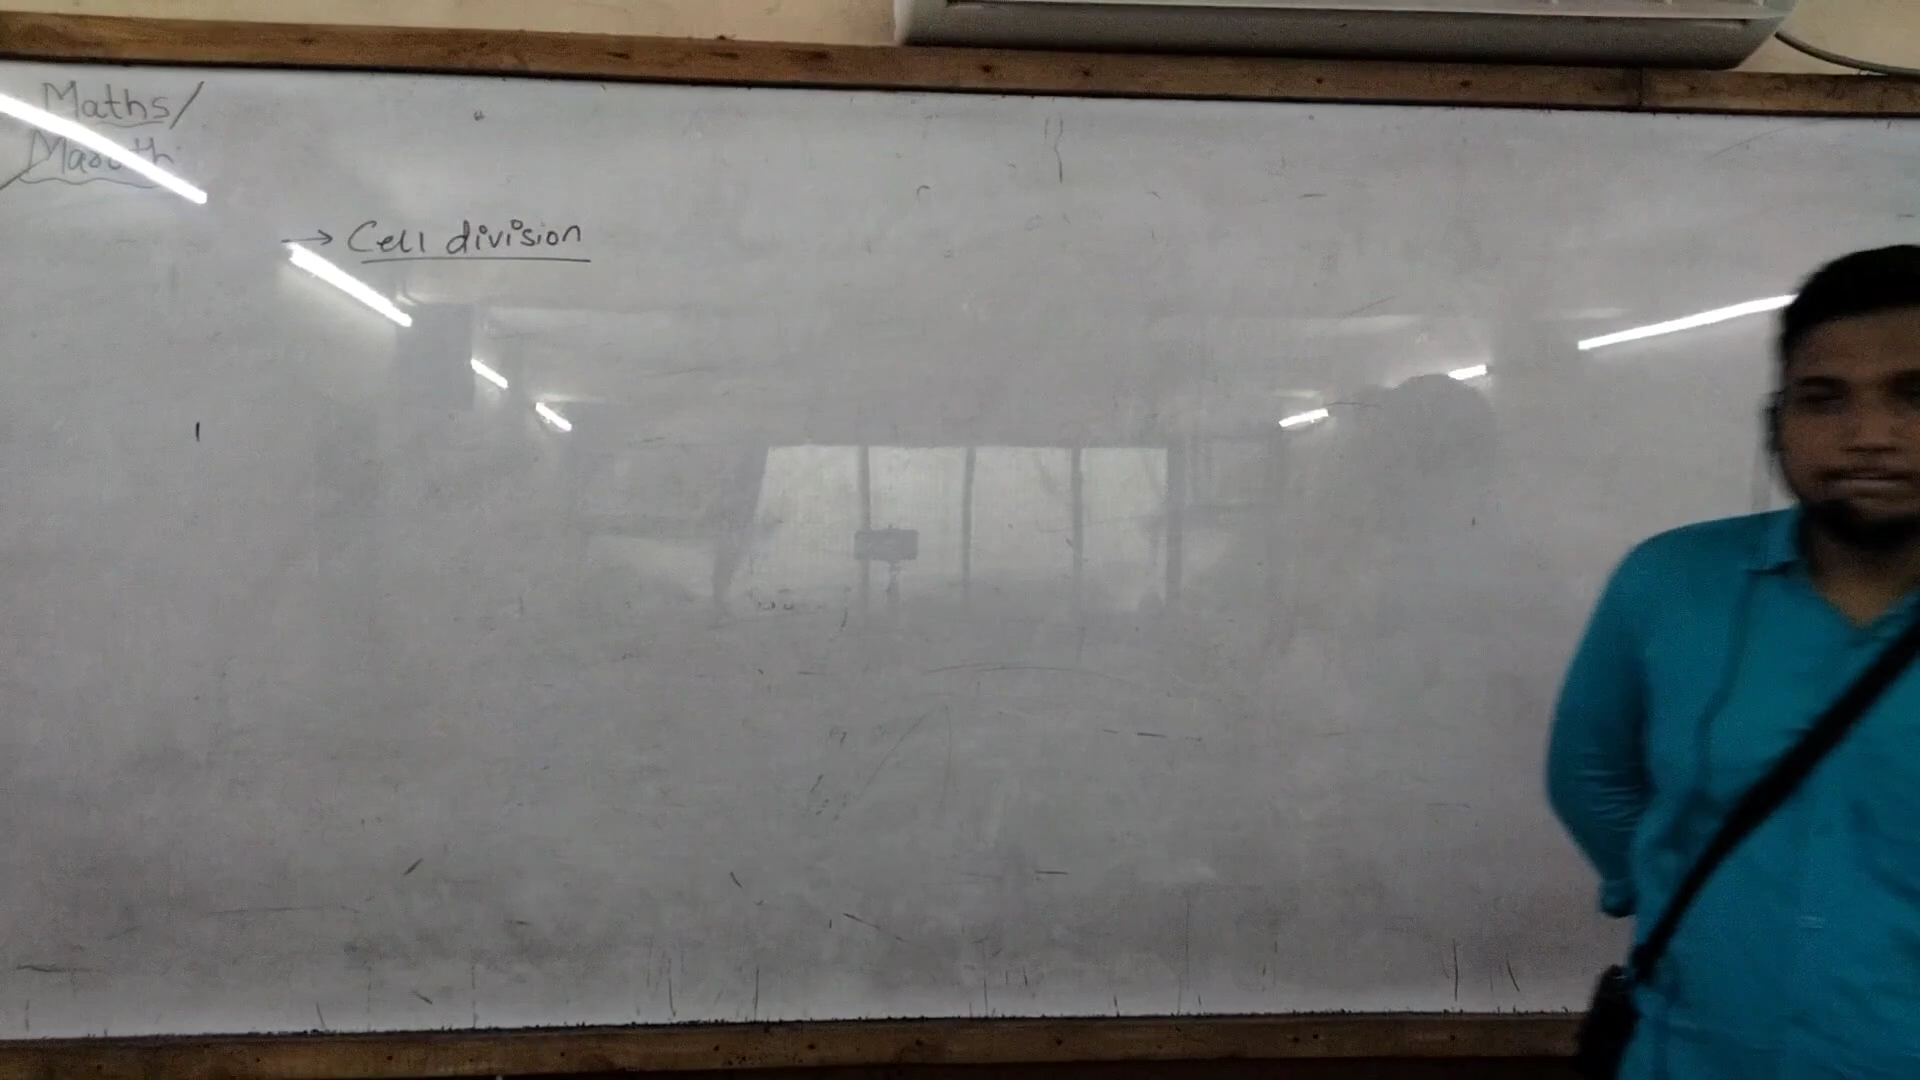 Maths/
→ Cell division